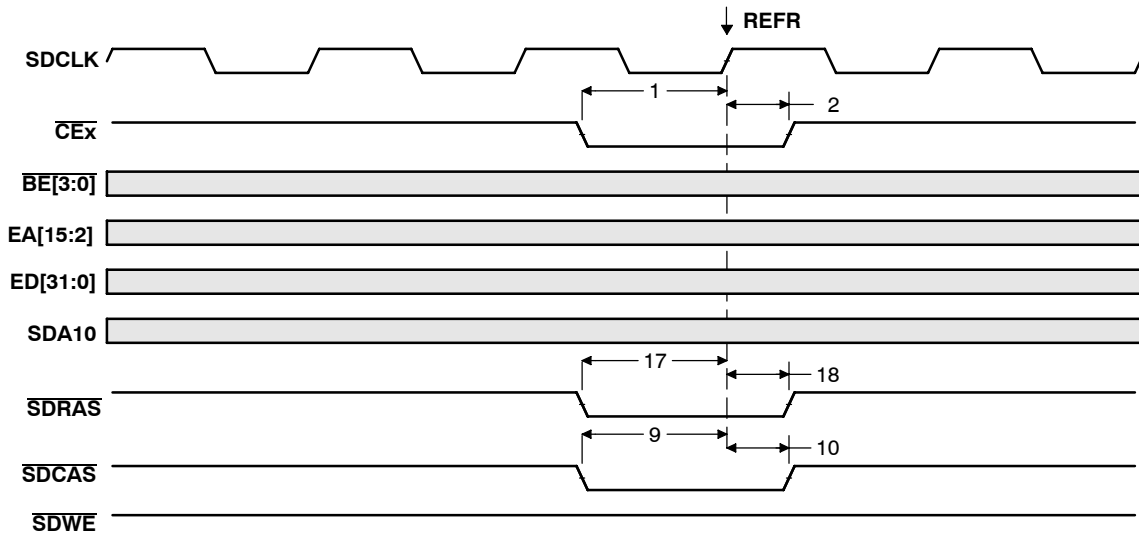 REFR
SDCLK
1
2
CEx
BE[3:0]
EA[15:2]
ED[31:0]
SDA10
17
18
SDRAS
9
10
SDCAS
SDWE